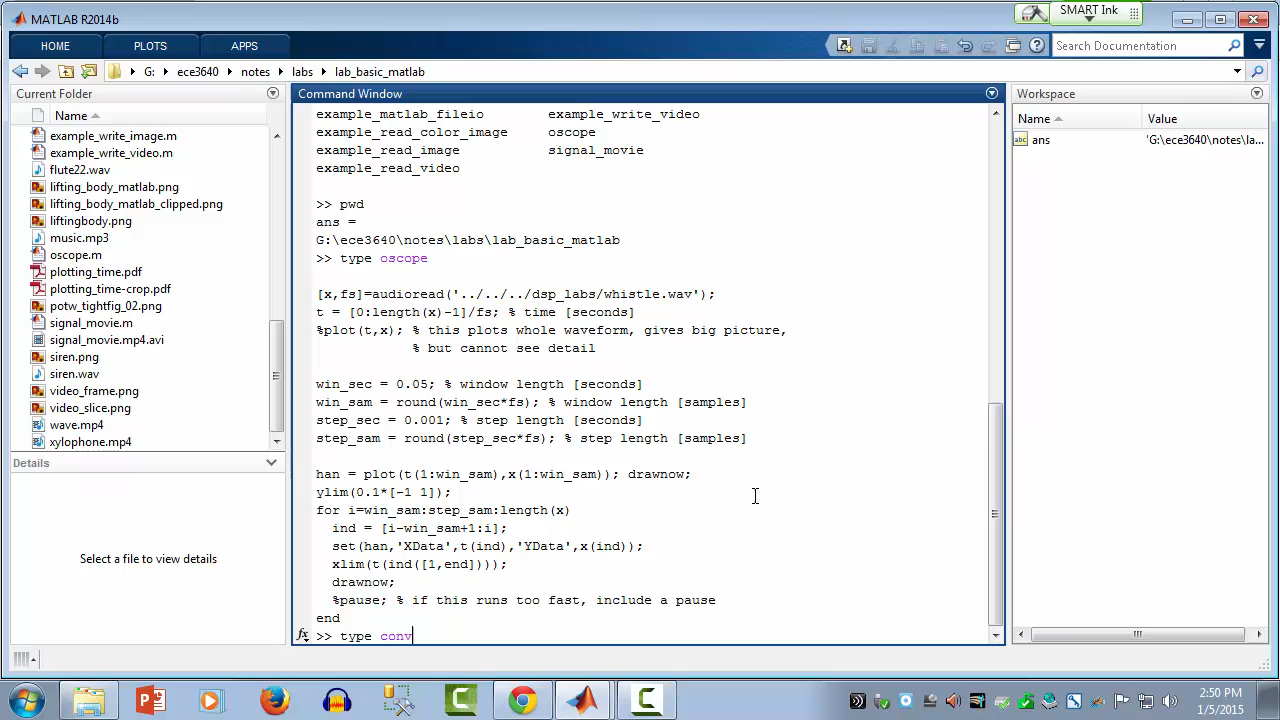 MATLAB R2014b
SMART Ink
HOME
PLOTS
APPS
Search Documentation
G:
ece3640
notes
labs
lab_basic_matlab
Current Folder
Name
example_write_image.m
example_write_video.m
flute22.wav
lifting_body_matlab.png
lifting_body_matlab_clipped.png
liftingbody.png
music.mp3
oscope.m
plotting_time.pdf
plotting_time-crop.pdf
potw_tightfig_02.png
signal_movie.m
signal_movie.mp4.avi
siren.png
siren.wav
video_frame.png
video_slice.png
wave.mp4
xylophone.mp4
Details
Select a file to view details
Command Window
example_matlab_fileio example_write_video
example_read_color_image oscope
example_read_image signal_movie
example_read_video
>> pwd
ans =
G:\ece3640\notes\labs\lab_basic_matlab
>> type oscope
[x,fs]=audioread('../../../dsp_labs/whistle.wav');
t = [0:length(x)-1]/fs; % time [seconds]
%plot(t,x); % this plots whole waveform, gives big picture,
% but cannot see detail
win_sec = 0.05; % window length [seconds]
win_sam = round(win_sec*fs); % window length [samples]
step_sec = 0.001; % step length [seconds]
step_sam = round(step_sec*fs); % step length [samples]
han = plot(t(1:win_sam),x(1:win_sam)); drawnow;
ylim(0.1*[-1 1]);
for i=win_sam:step_sam:length(x)
ind = [i-win_sam+1:i];
set(han,'XData',t(ind),'YData',x(ind));
xlim(t(ind([1,end])));
drawnow;
%pause; % if this runs too fast, include a pause
end
fx >> type conv
Workspace
Name Value
abc ans 'G:\ece3640\notes\la...
2:50 PM
1/5/2015